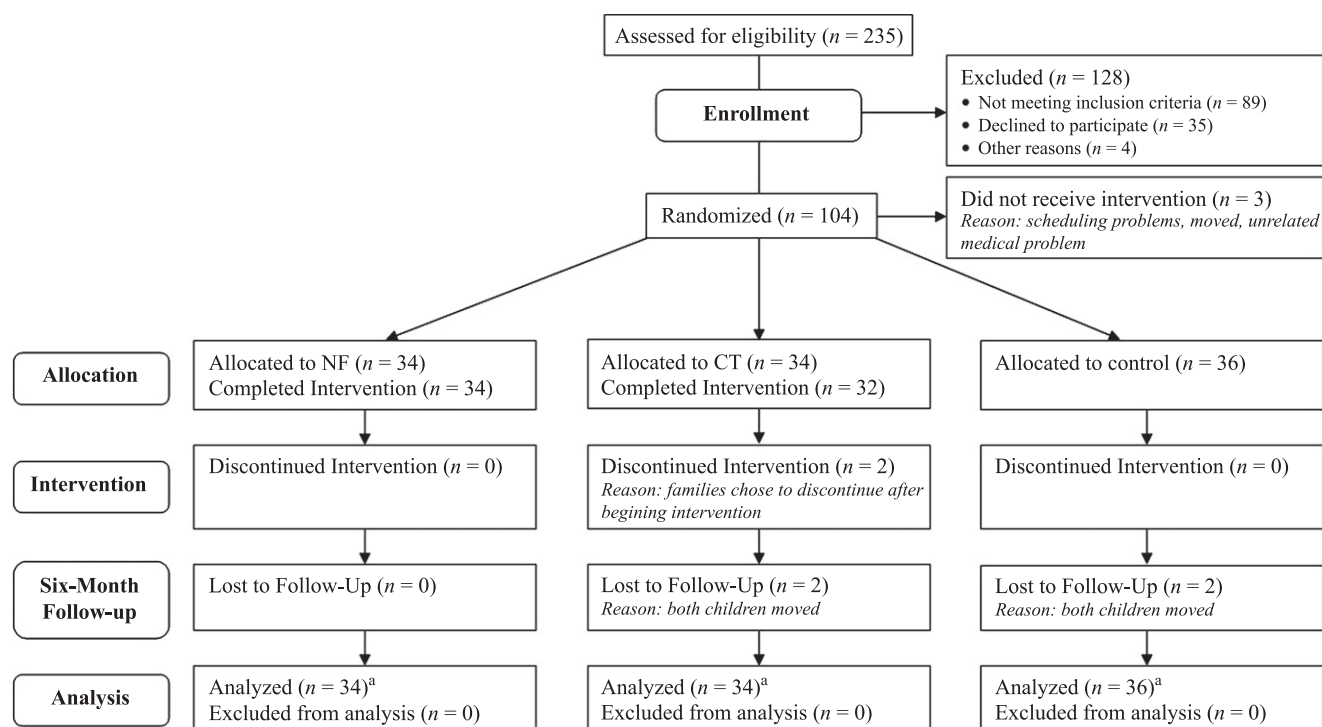 Assessed for eligibility (n = 235)
Enrollment
Excluded (n = 128)
• Not meeting inclusion criteria (n = 89)
• Declined to participate (n = 35)
• Other reasons (n = 4)
Randomized (n = 104)
Did not receive intervention (n = 3)
Reason: scheduling problems, moved, unrelated
medical problem
Allocation
Allocated to NF (n = 34)
Completed Intervention (n = 34)
Allocated to CT (n = 34)
Completed Intervention (n = 32)
Allocated to control (n = 36)
Intervention
Discontinued Intervention (n = 0)
Discontinued Intervention (n = 2)
Reason: families chose to discontinue after
begining intervention
Discontinued Intervention (n = 0)
Six-Month
Follow-up
Lost to Follow-Up (n = 0)
Lost to Follow-Up (n = 2)
Reason: both children moved
Lost to Follow-Up (n = 2)
Reason: both children moved
Analysis
Analyzed (n = 34)a
Excluded from analysis (n = 0)
Analyzed (n = 34)a
Excluded from analysis (n = 0)
Analyzed (n = 36)a
Excluded from analysis (n = 0)